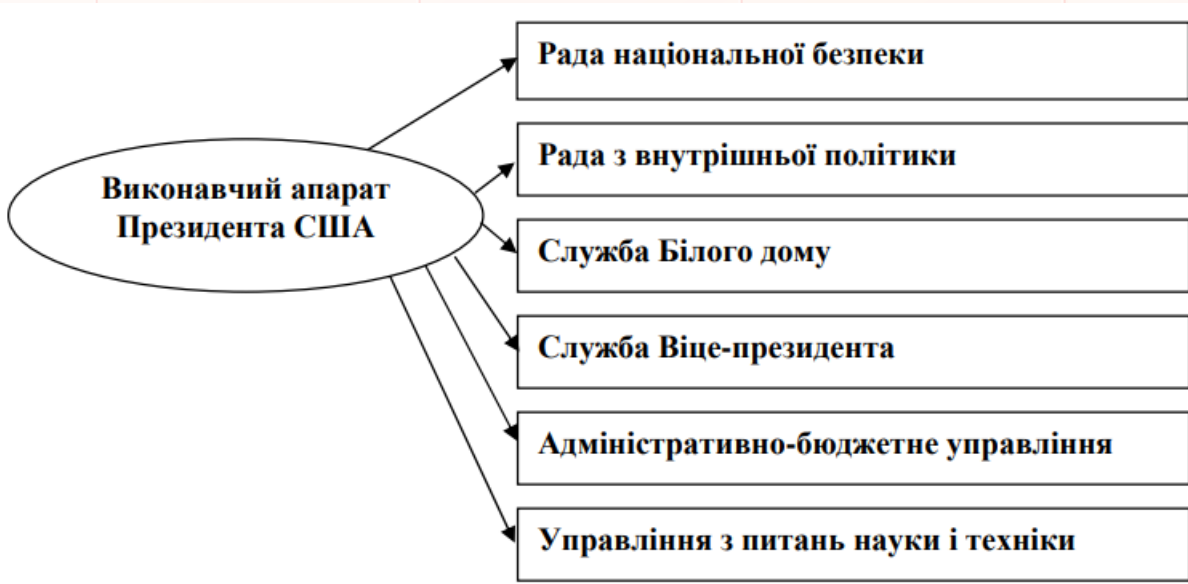 Виконавчий апарат
Президента США
Рада національної безпеки
Рада з внутрішньої політики
Служба Білого дому
Служба Віце-президента
Адміністративно-бюджетне управління
Управління з питань науки і техніки